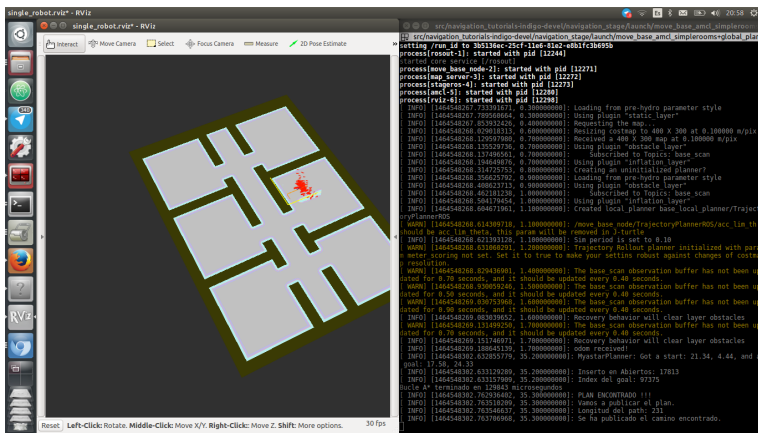 single_robot.rviz* - RViz
20:58
single_robot.rviz* - RViz
Interact Move Camera Select Focus Camera Measure 2D Pose Estimate »
src/navigation_tutorials-indigo-devel/navigation_stage/launch/move_base_amcl_simplerooms+global_plan
src/navigation_tutorials-indigo-devel/navigation_stage/launch/move_base_amcl_simplerooms+global_plan
setting /run_id to 3b5136ec-25cf-11e6-81e2-e8b1fc3b695b
process[rosout-1]: started with pid [12244]
started core service [/rosout]
process[move_base_node-2]: started with pid [12271]
process[map_server-3]: started with pid [12272]
process[stageros-4]: started with pid [12273]
process[amcl-5]: started with pid [12280]
process[rviz-6]: started with pid [12298]
[ INFO] [1464548267.733391671, 0.300000000]: Loading from pre-hydro parameter style
[ INFO] [1464548267.789560664, 0.300000000]: Using plugin "static_layer"
[ INFO] [1464548267.853932426, 0.400000000]: Requesting the map...
[ INFO] [1464548268.029018313, 0.600000000]: Resizing costmap to 400 X 300 at 0.100000 m/pix
[ INFO] [1464548268.129597980, 0.700000000]: Received a 400 X 300 map at 0.100000 m/pix
[ INFO] [1464548268.135529736, 0.700000000]: Using plugin "obstacle_layer"
[ INFO] [1464548268.137496561, 0.700000000]: Subscribed to Topics: base_scan
[ INFO] [1464548268.194649876, 0.700000000]: Using plugin "inflation_layer"
[ INFO] [1464548268.314725753, 0.800000000]: Creating an uninitialized planner?
[ INFO] [1464548268.356625792, 0.900000000]: Loading from pre-hydro parameter style
[ INFO] [1464548268.408623713, 0.900000000]: Using plugin "obstacle_layer"
[ INFO] [1464548268.462181238, 1.000000000]: Subscribed to Topics: base_scan
[ INFO] [1464548268.504179454, 1.000000000]: Using plugin "inflation_layer"
[ INFO] [1464548268.604671961, 1.100000000]: Created local_planner base_local_planner/Traject
oryPlannerROS
[ WARN] [1464548268.614309718, 1.100000000]: /move_base_node/TrajectoryPlannerROS/acc_lim_th
should be acc_lim_theta, this param will be removed in J-turtle
[ INFO] [1464548268.621393128, 1.100000000]: Sim period is set to 0.10
[ WARN] [1464548268.631060291, 1.200000000]: Trajectory Rollout planner initialized with para
m meter_scoring not set. Set it to true to make your settins robust against changes of costma
p resolution.
[ WARN] [1464548268.829436901, 1.400000000]: The base_scan observation buffer has not been up
dated for 0.70 seconds, and it should be updated every 0.40 seconds.
[ WARN] [1464548268.930059246, 1.500000000]: The base_scan observation buffer has not been up
dated for 0.50 seconds, and it should be updated every 0.40 seconds.
[ WARN] [1464548269.030753968, 1.600000000]: The base_scan observation buffer has not been up
dated for 0.90 seconds, and it should be updated every 0.40 seconds.
[ INFO] [1464548269.083039652, 1.600000000]: Recovery behavior will clear layer obstacles
[ WARN] [1464548269.131499250, 1.700000000]: The base_scan observation buffer has not been up
dated for 0.70 seconds, and it should be updated every 0.40 seconds.
[ INFO] [1464548269.151746971, 1.700000000]: Recovery behavior will clear layer obstacles
[ INFO] [1464548269.188645139, 1.700000000]: odom received!
[ INFO] [1464548302.632855779, 35.200000000]: MyastarPlanner: Got a start: 21.34, 4.44, and a
goal: 17.58, 24.33
[ INFO] [1464548302.633129209, 35.200000000]: Inserto en Abiertos: 17813
[ INFO] [1464548302.633157909, 35.200000000]: Index del goal: 97375
Bucle A* terminado en 129843 microsegundos
[ INFO] [1464548302.762936402, 35.300000000]: PLAN ENCONTRADO !!!
[ INFO] [1464548302.763510209, 35.300000000]: Vamos a publicar el plan.
[ INFO] [1464548302.763546637, 35.300000000]: Longitud del path: 231
[ INFO] [1464548302.763706968, 35.300000000]: Se ha publicado el camino encontrado.
Reset Left-Click: Rotate. Middle-Click: Move X/Y. Right-Click: Move Z. Shift: More options. 30 fps